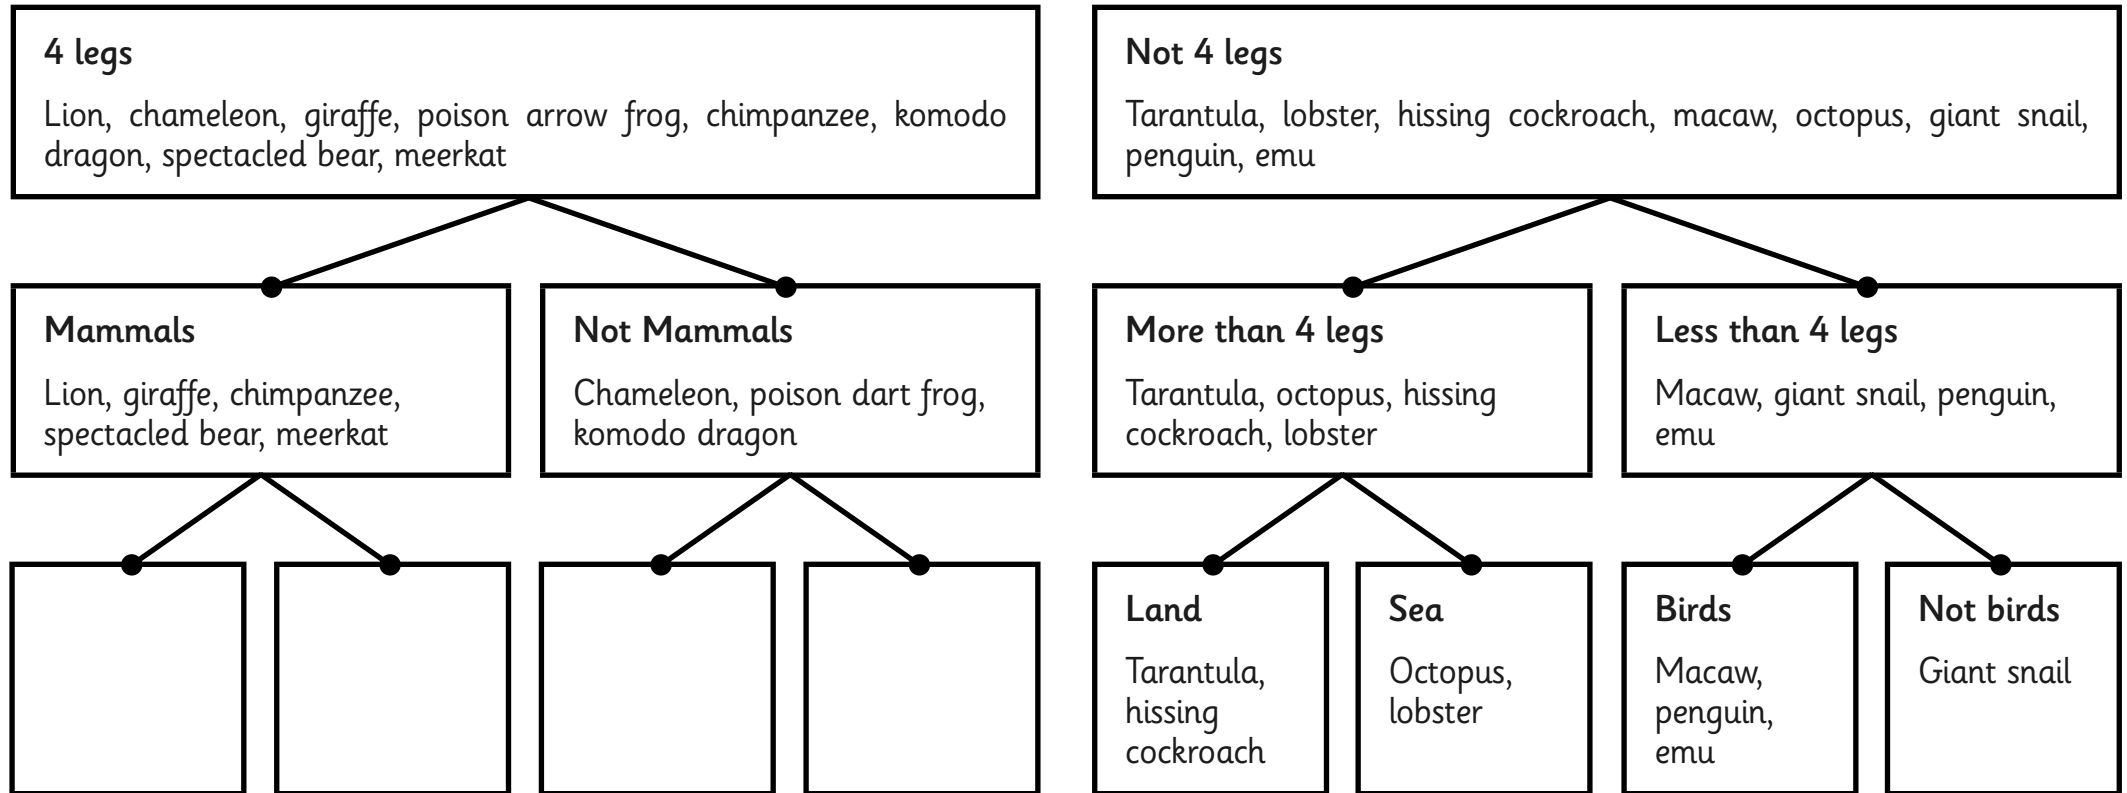 4 legs
Lion, chameleon, giraffe, poison arrow frog, chimpanzee, komodo
dragon, spectacled bear, meerkat
Not 4 legs
Tarantula, lobster, hissing cockroach, macaw, octopus, giant snail,
penguin, emu
Mammals
Lion, giraffe, chimpanzee,
spectacled bear, meerkat
Not Mammals
Chameleon, poison dart frog,
komodo dragon
More than 4 legs
Tarantula, octopus, hissing
cockroach, lobster
Less than 4 legs
Macaw, giant snail, penguin,
emu
Land
Tarantula,
hissing
cockroach
Sea
Octopus,
lobster
Birds
Macaw,
penguin,
emu
Not birds
Giant snail